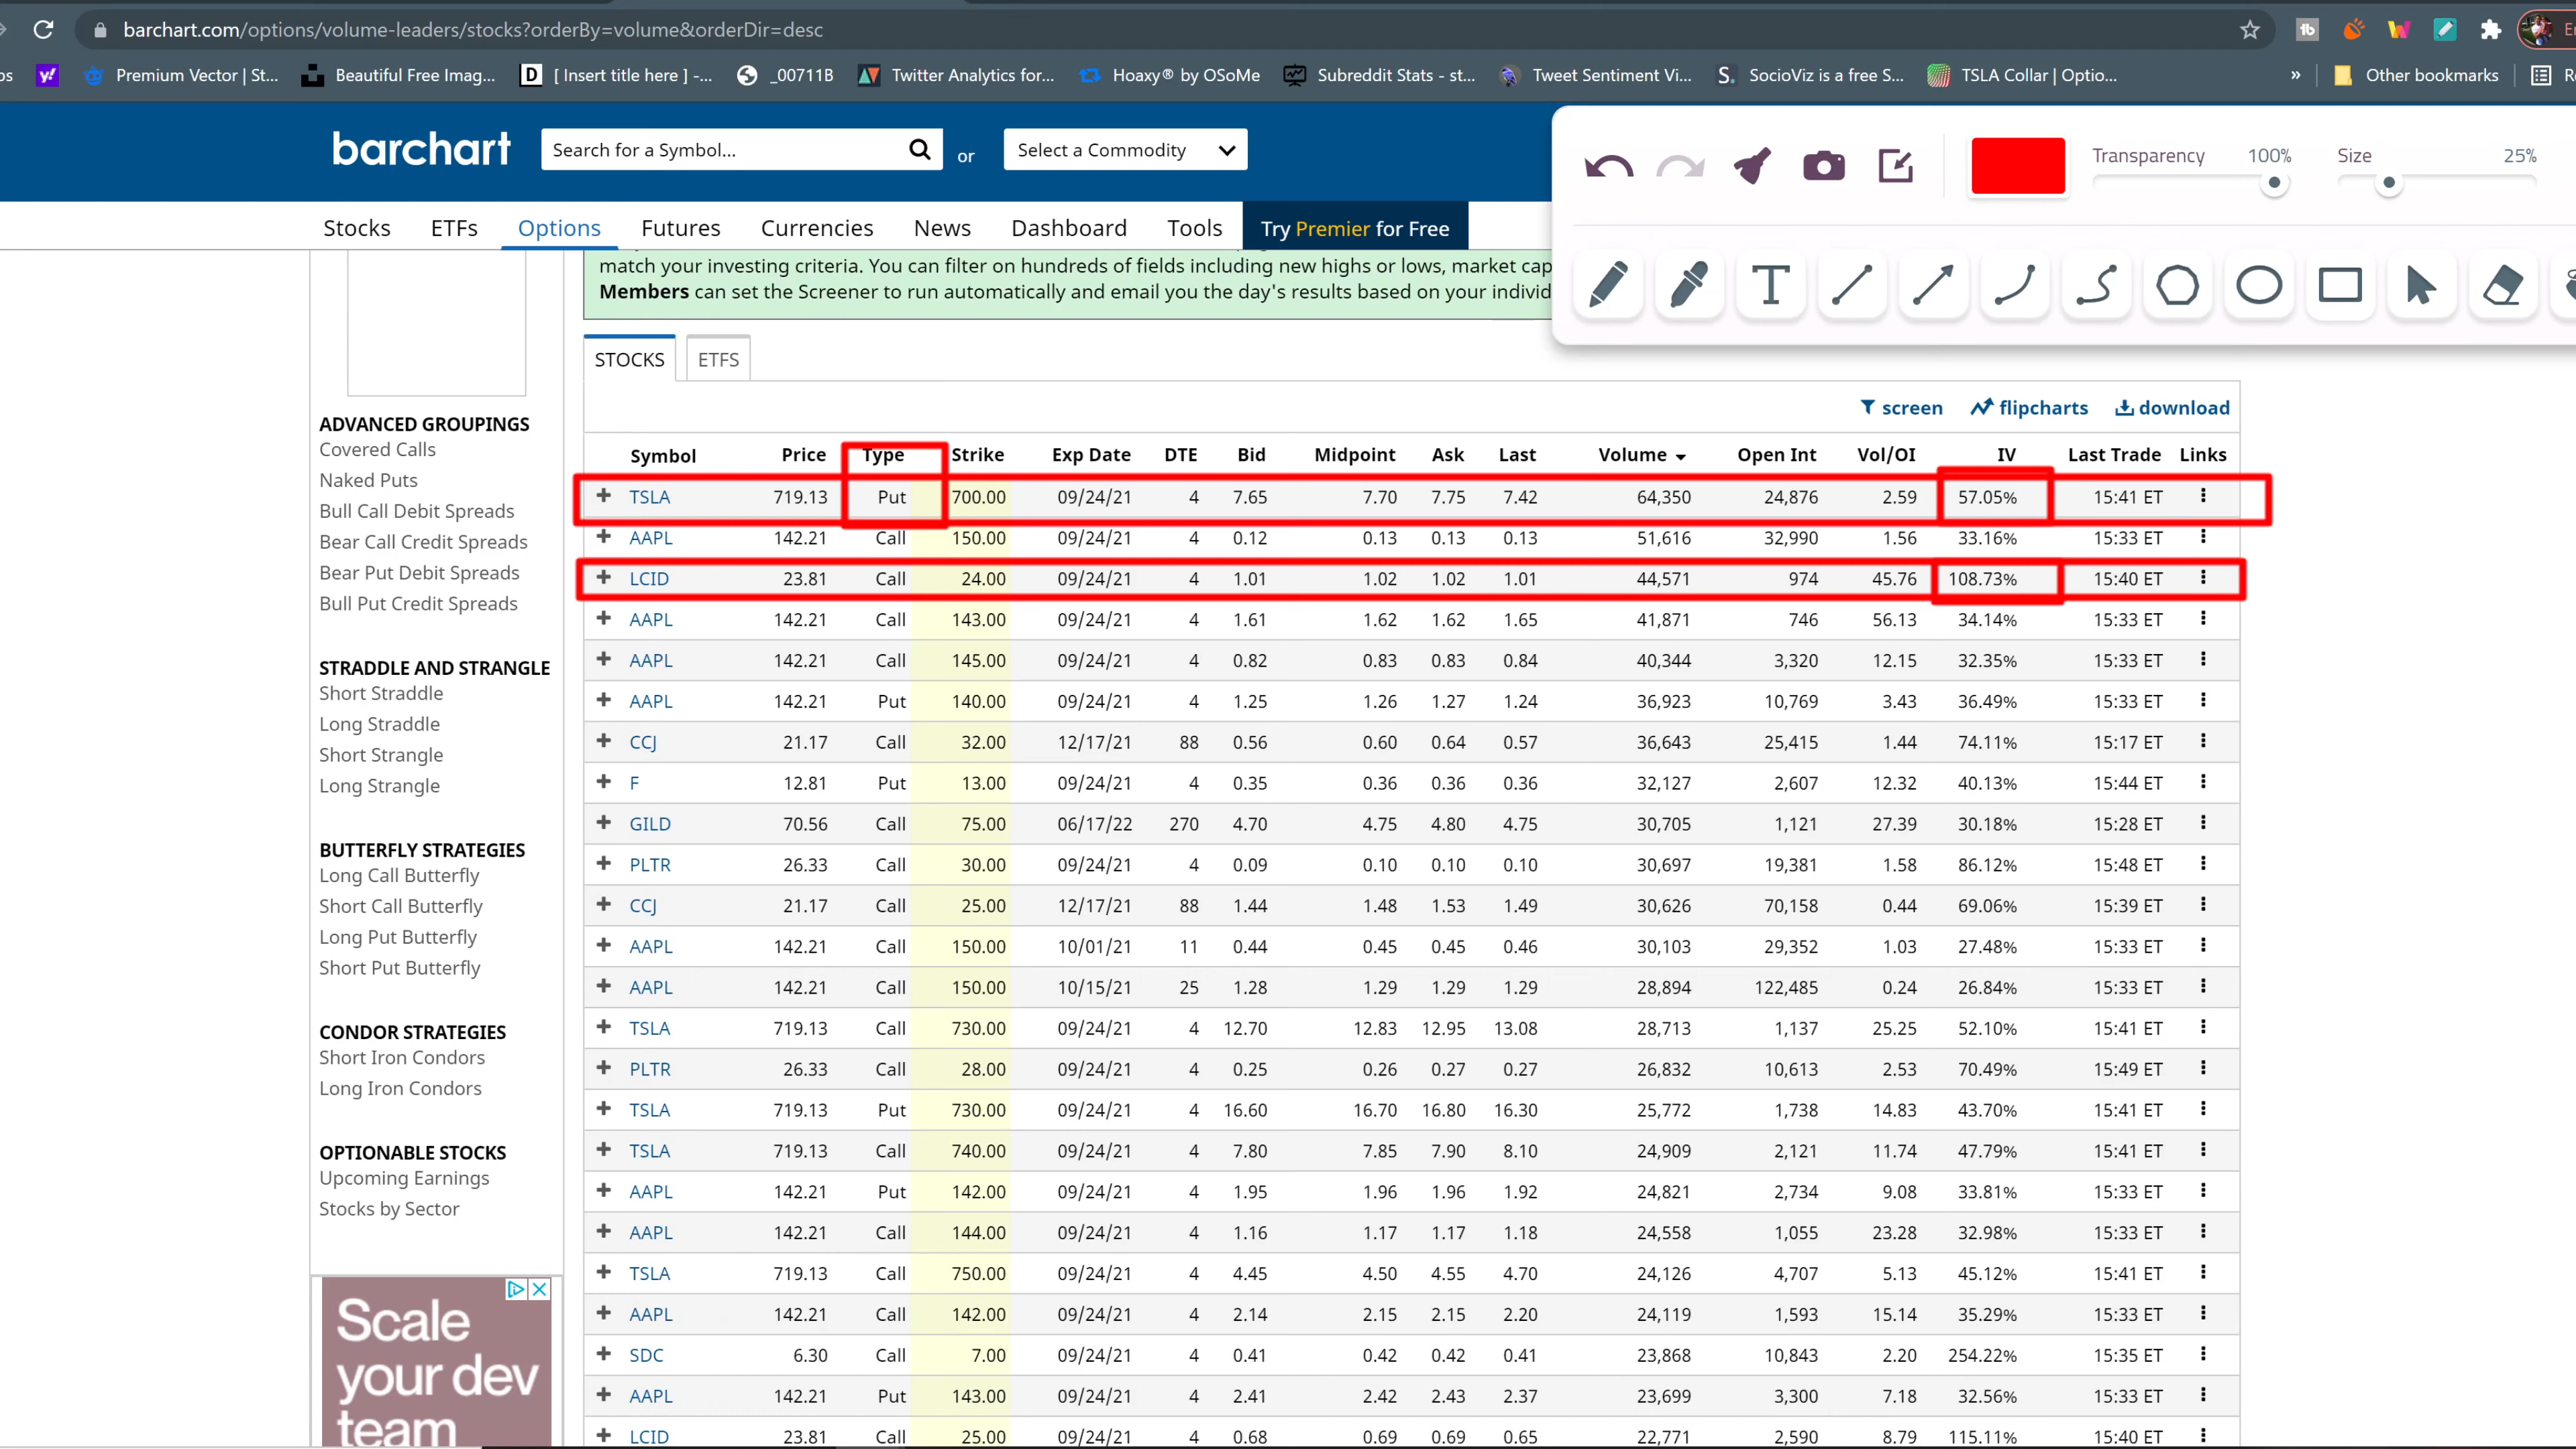 barchart.com/options/volume-leaders/stocks?orderBy=volume&orderDir=desc
Premium Vector | St... Beautiful Free Imag... [ Insert title here ] -... _00711B Twitter Analytics for... Hoaxy® by OSoMe Subreddit Stats - st... Tweet Sentiment Vi... S. SocioViz is a free S... TSLA Collar | Optio... » Other bookmarks
barchart Search for a Symbol... or Select a Commodity
Transparency 100% Size 25%
Stocks ETFs Options Futures Currencies News Dashboard Tools Try Premier for Free
match your investing criteria. You can filter on hundreds of fields including new highs or lows, market cap
Members can set the Screener to run automatically and email you the day's results based on your individ
STOCKS ETFS
screen flipcharts download
ADVANCED GROUPINGS
Covered Calls
Naked Puts
Bull Call Debit Spreads
Bear Call Credit Spreads
Bear Put Debit Spreads
Bull Put Credit Spreads
STRADDLE AND STRANGLE
Short Straddle
Long Straddle
Short Strangle
Long Strangle
BUTTERFLY STRATEGIES
Long Call Butterfly
Short Call Butterfly
Long Put Butterfly
Short Put Butterfly
CONDOR STRATEGIES
Short Iron Condors
Long Iron Condors
OPTIONABLE STOCKS
Upcoming Earnings
Stocks by Sector
Scale
your dev
team
Symbol Price Type Strike Exp Date DTE Bid Midpoint Ask Last Volume Open Int Vol/OI IV Last Trade Links
TSLA 719.13 Put 700.00 09/24/21 4 7.65 7.70 7.75 7.42 64,350 24,876 2.59 57.05% 15:41 ET
AAPL 142.21 Call 150.00 09/24/21 4 0.12 0.13 0.13 0.13 51,616 32,990 1.56 33.16% 15:33 ET
LCID 23.81 Call 24.00 09/24/21 4 1.01 1.02 1.02 1.01 44,571 974 45.76 108.73% 15:40 ET
AAPL 142.21 Call 143.00 09/24/21 4 1.61 1.62 1.62 1.65 41,871 746 56.13 34.14% 15:33 ET
AAPL 142.21 Call 145.00 09/24/21 4 0.82 0.83 0.83 0.84 40,344 3,320 12.15 32.35% 15:33 ET
AAPL 142.21 Put 140.00 09/24/21 4 1.25 1.26 1.27 1.24 36,923 10,769 3.43 36.49% 15:33 ET
CCJ 21.17 Call 32.00 12/17/21 88 0.56 0.60 0.64 0.57 36,643 25,415 1.44 74.11% 15:17 ET
F 12.81 Put 13.00 09/24/21 4 0.35 0.36 0.36 0.36 32,127 2,607 12.32 40.13% 15:44 ET
GILD 70.56 Call 75.00 06/17/22 270 4.70 4.75 4.80 4.75 30,705 1,121 27.39 30.18% 15:28 ET
PLTR 26.33 Call 30.00 09/24/21 4 0.09 0.10 0.10 0.10 30,697 19,381 1.58 86.12% 15:48 ET
CCJ 21.17 Call 25.00 12/17/21 88 1.44 1.48 1.53 1.49 30,626 70,158 0.44 69.06% 15:39 ET
AAPL 142.21 Call 150.00 10/01/21 11 0.44 0.45 0.45 0.46 30,103 29,352 1.03 27.48% 15:33 ET
AAPL 142.21 Call 150.00 10/15/21 25 1.28 1.29 1.29 1.29 28,894 122,485 0.24 26.84% 15:33 ET
TSLA 719.13 Call 730.00 09/24/21 4 12.70 12.83 12.95 13.08 28,713 1,137 25.25 52.10% 15:41 ET
PLTR 26.33 Call 28.00 09/24/21 4 0.25 0.26 0.27 0.27 26,832 10,613 2.53 70.49% 15:49 ET
TSLA 719.13 Put 730.00 09/24/21 4 16.60 16.70 16.80 16.30 25,772 1,738 14.83 43.70% 15:41 ET
TSLA 719.13 Call 740.00 09/24/21 4 7.80 7.85 7.90 8.10 24,909 2,121 11.74 47.79% 15:41 ET
AAPL 142.21 Put 142.00 09/24/21 4 1.95 1.96 1.96 1.92 24,821 2,734 9.08 33.81% 15:33 ET
AAPL 142.21 Call 144.00 09/24/21 4 1.16 1.17 1.17 1.18 24,558 1,055 23.28 32.98% 15:33 ET
TSLA 719.13 Call 750.00 09/24/21 4 4.45 4.50 4.55 4.70 24,126 4,707 5.13 45.12% 15:41 ET
AAPL 142.21 Call 142.00 09/24/21 4 2.14 2.15 2.15 2.20 24,119 1,593 15.14 35.29% 15:33 ET
SDC 6.30 Call 7.00 09/24/21 4 0.41 0.42 0.42 0.41 23,868 10,843 2.20 254.22% 15:35 ET
AAPL 142.21 Put 143.00 09/24/21 4 2.41 2.42 2.43 2.37 23,699 3,300 7.18 32.56% 15:33 ET
LCID 23.81 Call 25.00 09/24/21 4 0.68 0.69 0.69 0.65 22,771 2,590 8.79 115.11% 15:40 ET